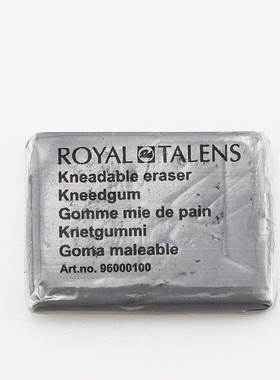 ROYAL TALENS
Kneadable eraser
Kneedgum
Gomme mie de pain
Knetgummi
Goma maleable
Art.no. 96000100